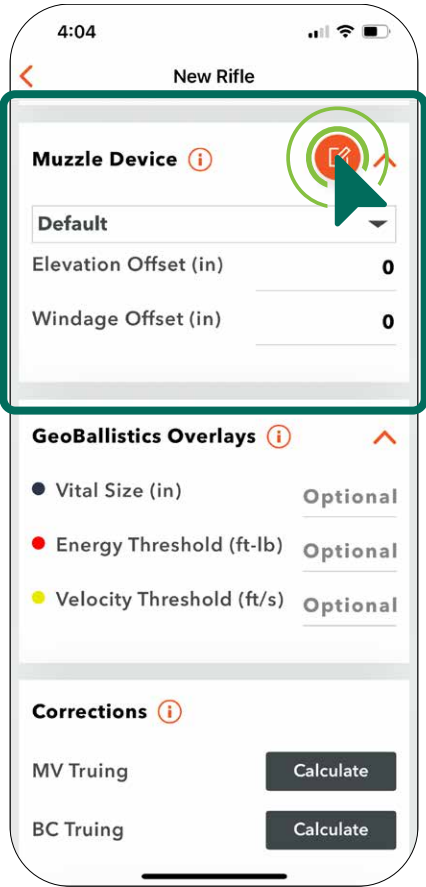 4:04
New Rifle
Muzzle Device i
Default
Elevation Offset (in) 0
Windage Offset (in) 0
GeoBallistics Overlays i
Vital Size (in) Optional
Energy Threshold (ft-lb) Optional
Velocity Threshold (ft/s) Optional
Corrections i
MV Truing Calculate
BC Truing Calculate